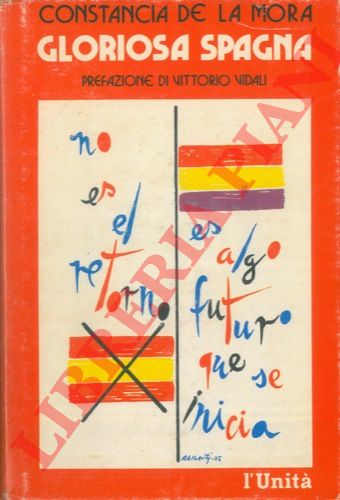 CONSTANCIA DE LA MORA
GLORIOSA SPAGNA
PREFAZIONE DI VITTORIO VIDALI
no
es
el
retorno
es
algo
futuro
que se
inicia
l'Unità
LIBRERIA PIANI